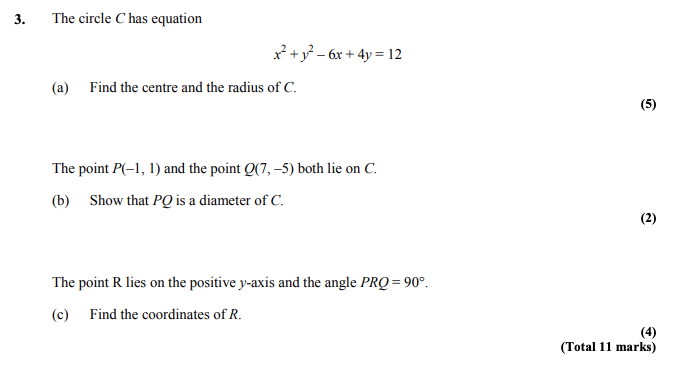 3. The circle C has equation
x² + y² – 6x + 4y = 12
(a) Find the centre and the radius of C.
(5)
The point P(–1, 1) and the point Q(7, –5) both lie on C.
(b) Show that PQ is a diameter of C.
(2)
The point R lies on the positive y-axis and the angle PRQ = 90°.
(c) Find the coordinates of R.
(4)
(Total 11 marks)